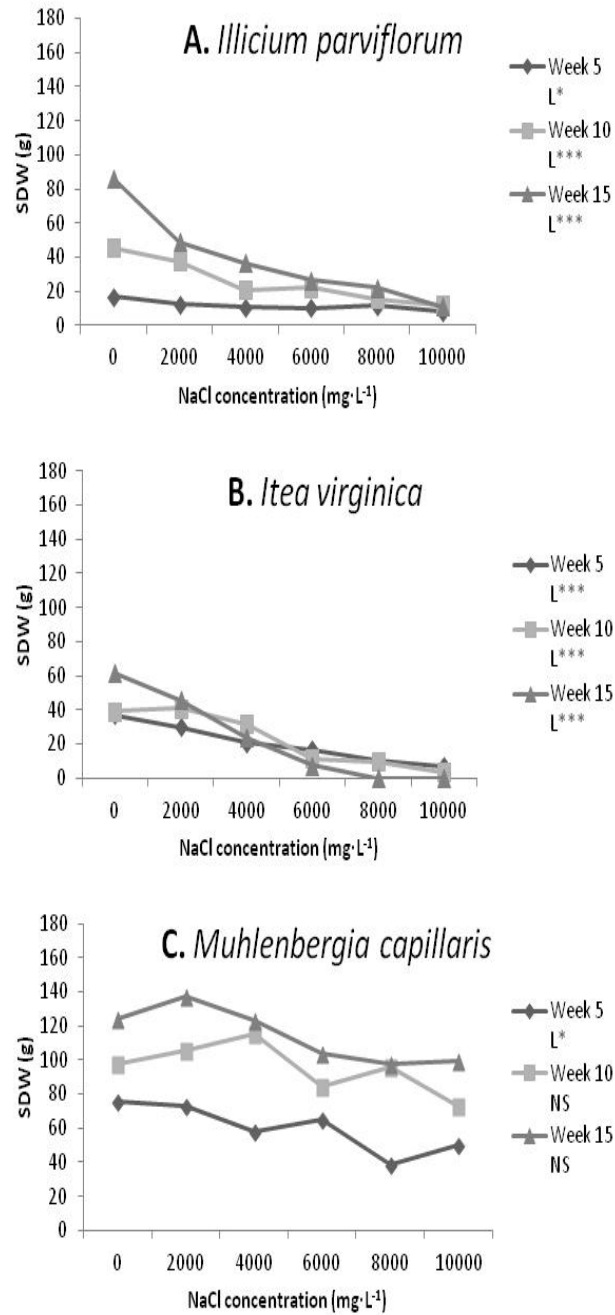 A. Illicium parviflorum
180
160
140
120
100
80
60
40
20
0
SDW (g)
0 2000 4000 6000 8000 10000
NaCl concentration (mg·L⁻¹)
Week 5
L*
Week 10
L***
Week 15
L***
B. Itea virginica
180
160
140
120
100
80
60
40
20
0
SDW (g)
0 2000 4000 6000 8000 10000
NaCl concentration (mg·L⁻¹)
Week 5
L***
Week 10
L***
Week 15
L***
C. Muhlenbergia capillaris
180
160
140
120
100
80
60
40
20
0
SDW (g)
0 2000 4000 6000 8000 10000
NaCl concentration (mg·L⁻¹)
Week 5
L*
Week 10
NS
Week 15
NS